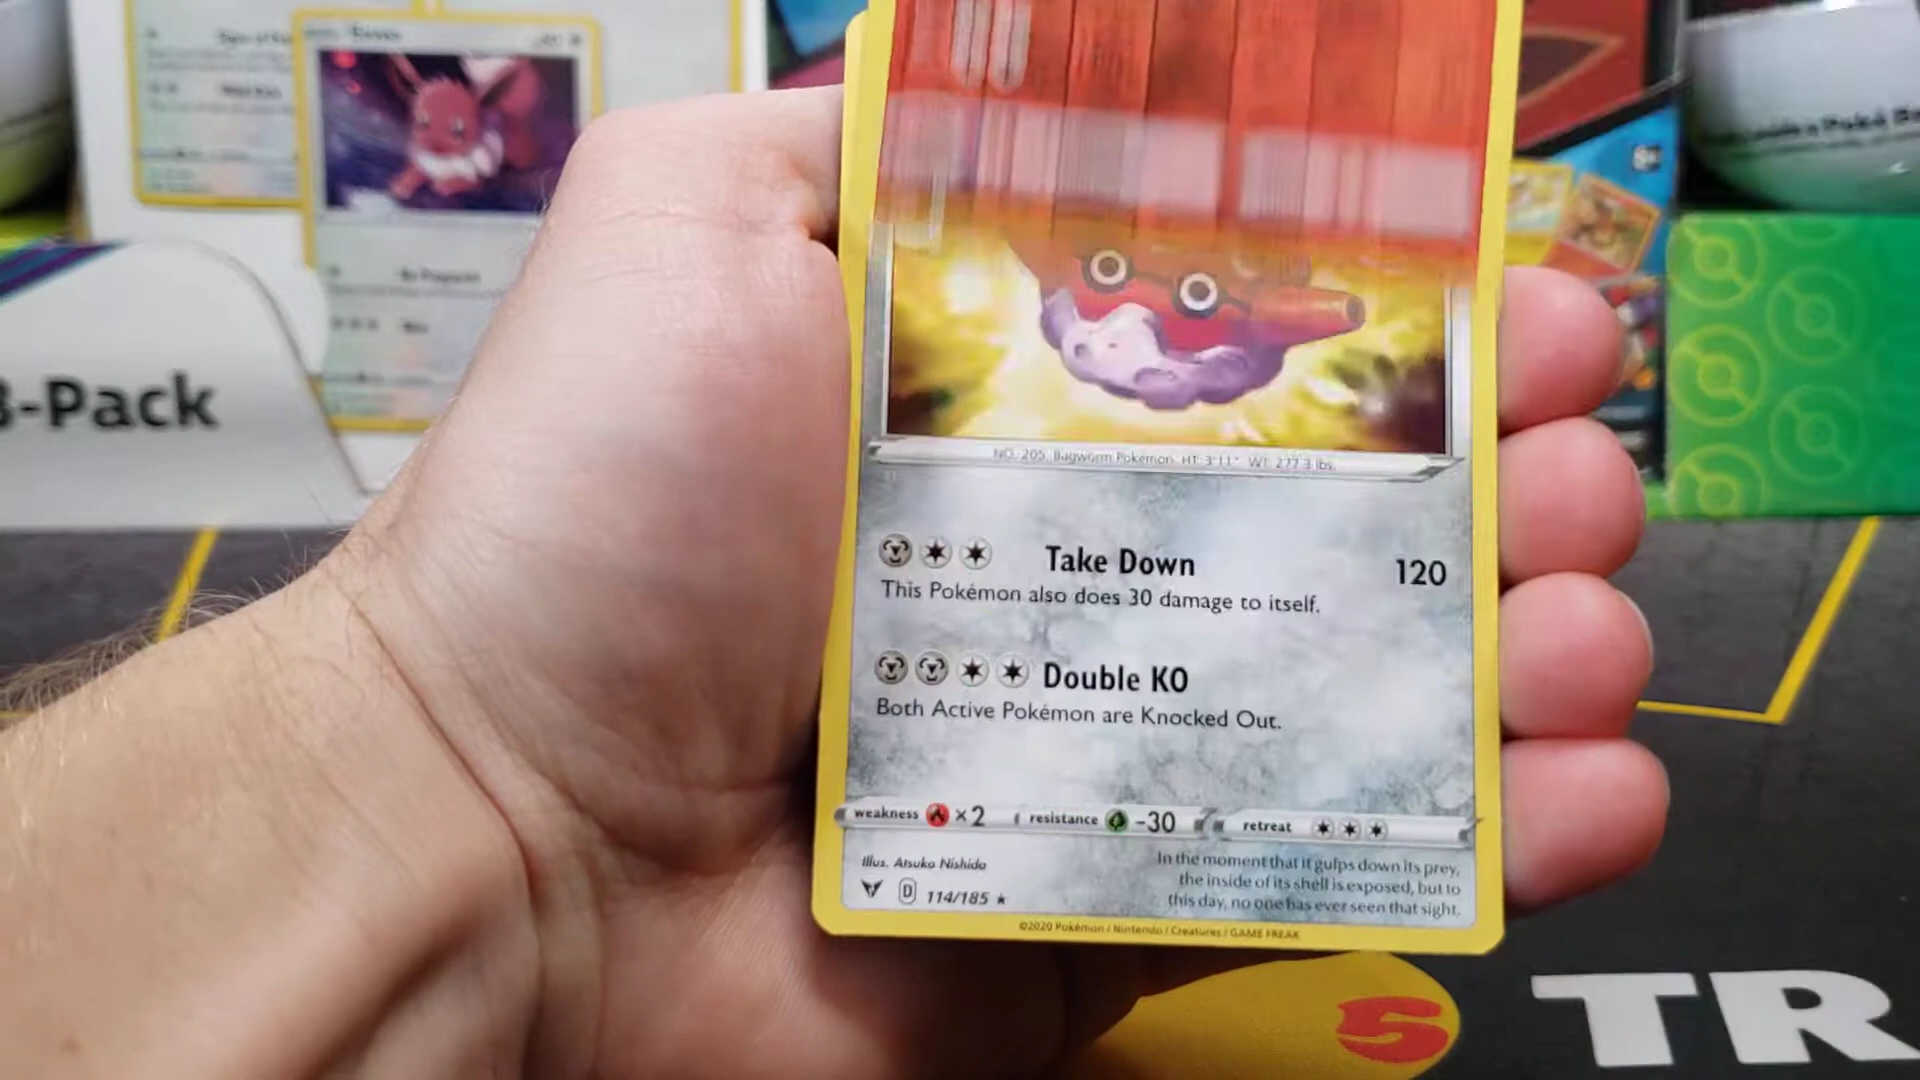 3-Pack
NO. 205 Bagworm Pokémon HT: 3'11" WT: 277.3 lbs.
Take Down 120
This Pokémon also does 30 damage to itself.
Double KO
Both Active Pokémon are Knocked Out.
weakness ×2 resistance -30 retreat
Illus. Atsuko Nishida
D 114/185
In the moment that it gulps down its prey,
the inside of its shell is exposed, but to
this day, no one has ever seen that sight.
©2020 Pokémon / Nintendo / Creatures / GAME FREAK
5 TR